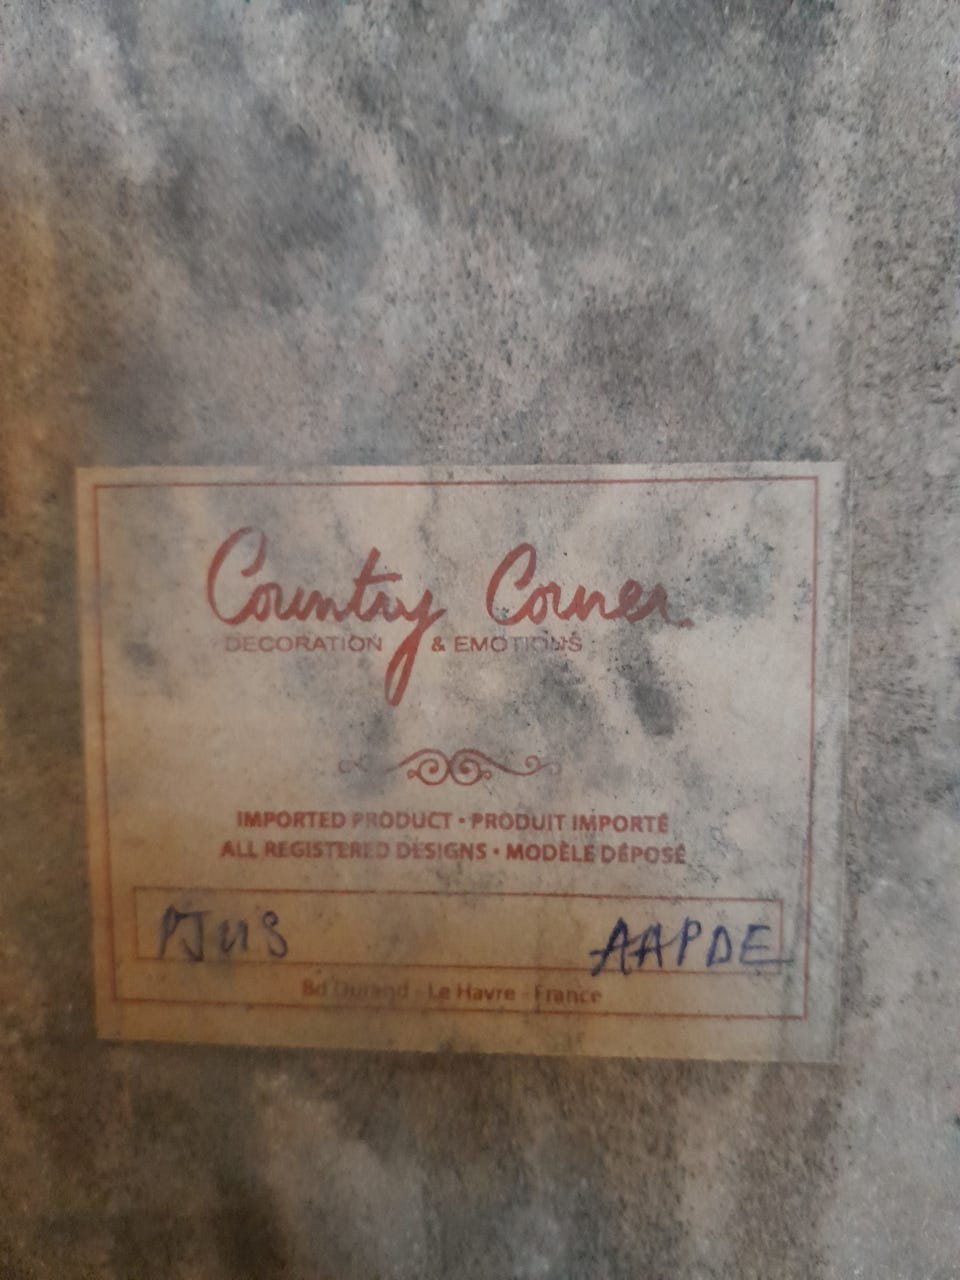 Country Corner
DECORATION & EMOTIONS
IMPORTED PRODUCT • PRODUIT IMPORTÉ
ALL REGISTERED DESIGNS • MODÈLE DÉPOSÉ
AAPDE
Bd Durand - Le Havre - France